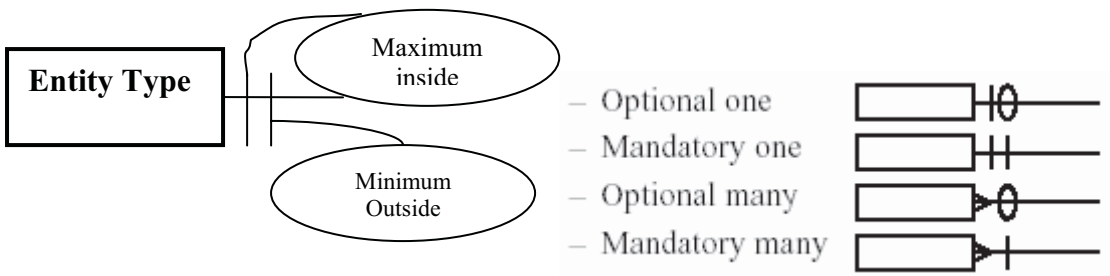 Entity Type
Maximum
inside
Minimum
Outside
– Optional one
– Mandatory one
– Optional many
– Mandatory many